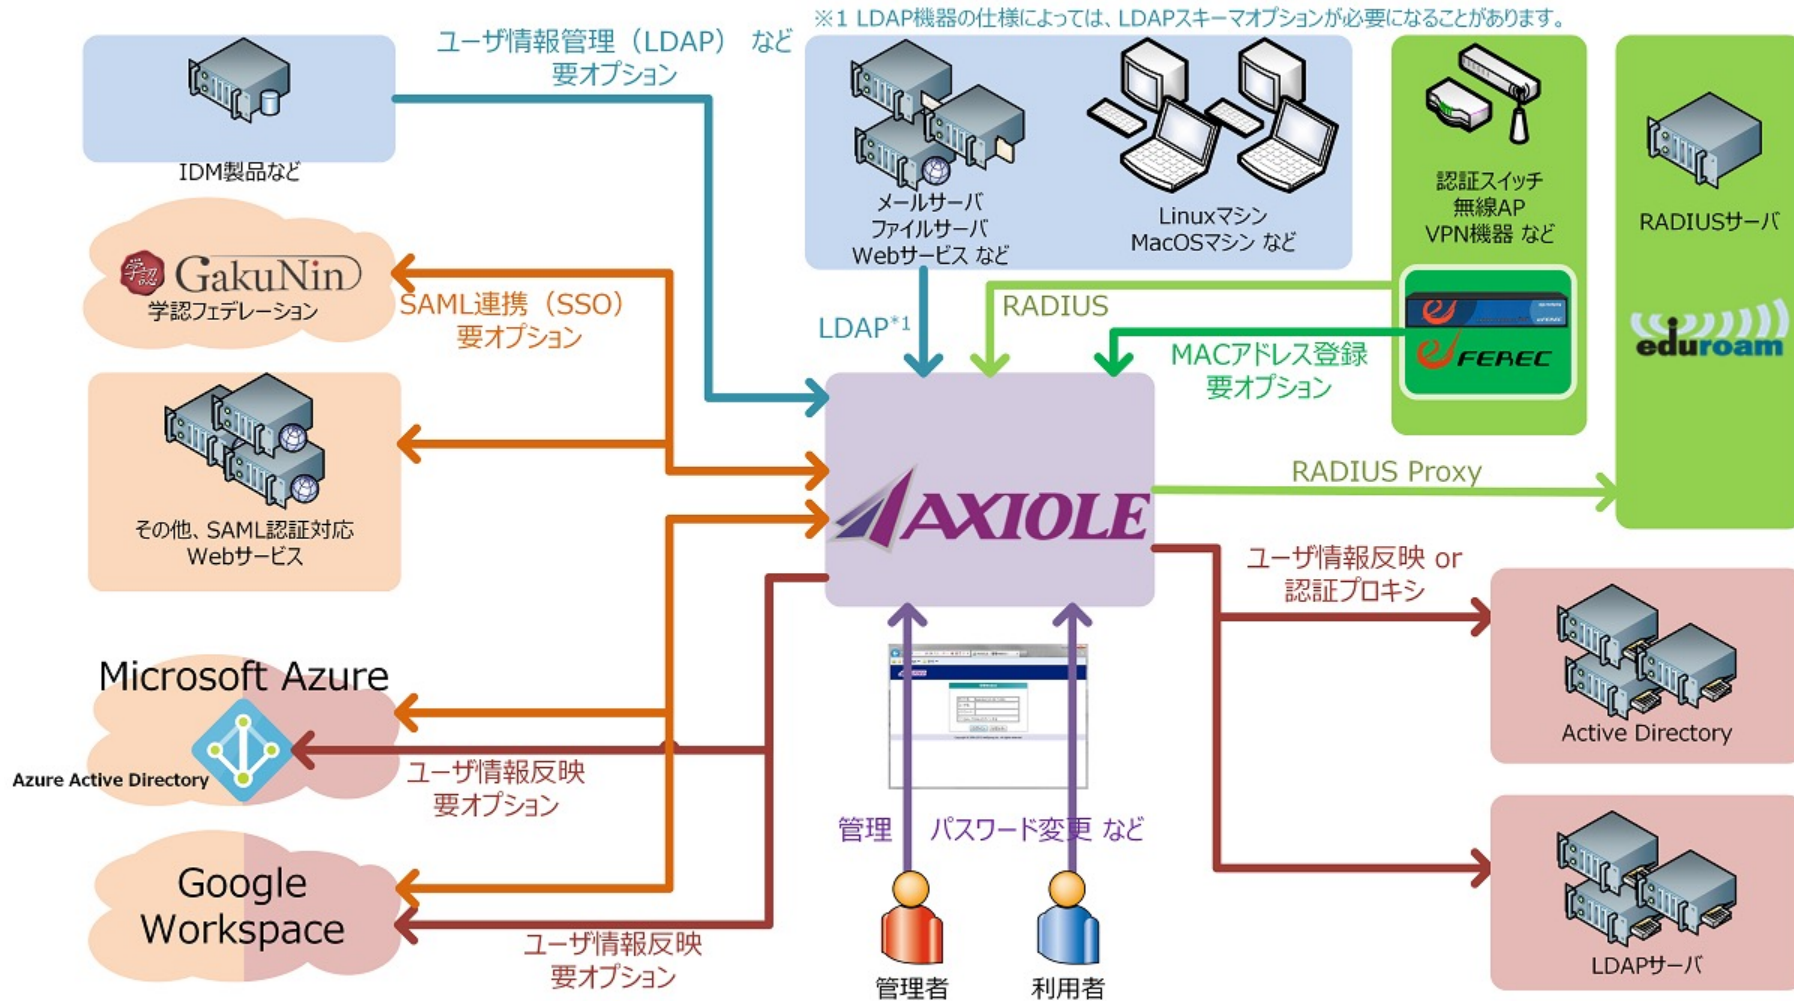 ※1 LDAP機器の仕様によっては、LDAPスキーマオプションが必要になることがあります。
ユーザ情報管理（LDAP） など
要オプション
IDM製品など
メールサーバ
ファイルサーバ
Webサービス など
Linuxマシン
MacOSマシン など
認証スイッチ
無線AP
VPN機器 など
RADIUSサーバ
学認
GakuNin
学認フェデレーション
SAML連携（SSO）
要オプション
LDAP*1
RADIUS
MACアドレス登録
要オプション
FEREC
eduroam
その他、SAML認証対応
Webサービス
AXIOLE
RADIUS Proxy
ユーザ情報反映 or
認証プロキシ
Active Directory
Microsoft Azure
Azure Active Directory
ユーザ情報反映
要オプション
管理
パスワード変更 など
Google
Workspace
ユーザ情報反映
要オプション
管理者
利用者
LDAPサーバ